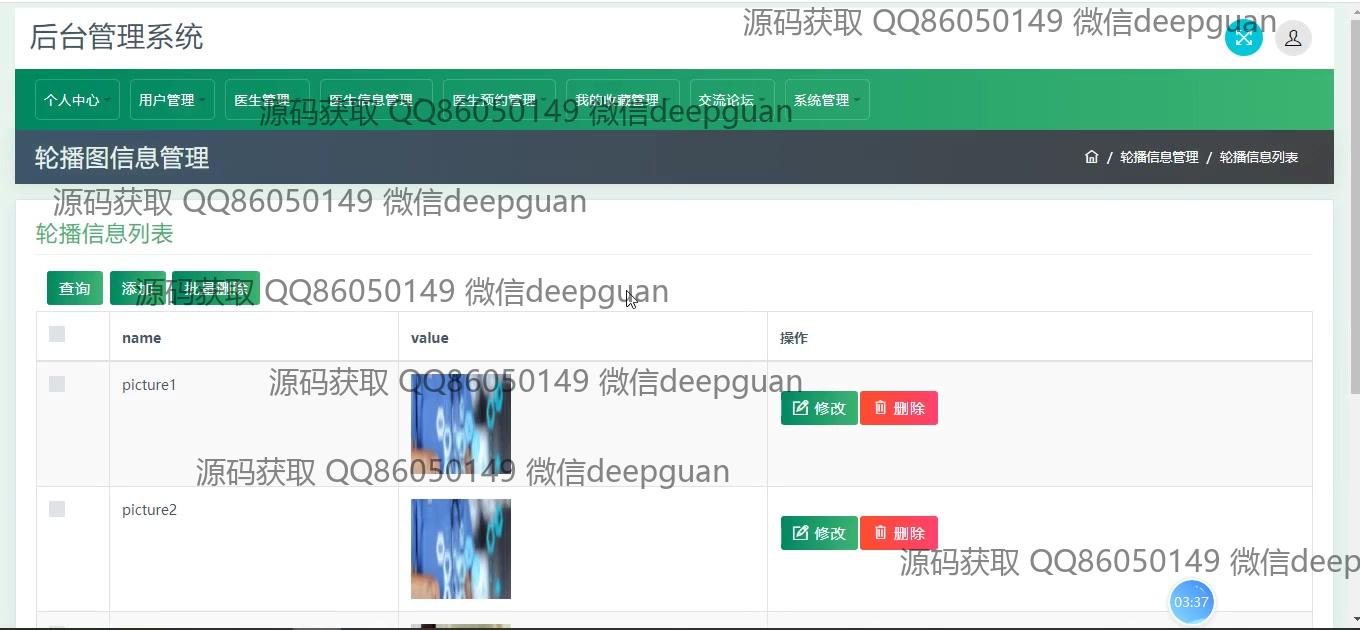 源码获取 QQ86050149 微信deepguan
后台管理系统
个人中心 用户管理 医生管理 医生信息管理 医生预约管理 我的收藏管理 交流论坛 系统管理
源码获取 QQ86050149 微信deepguan
轮播图信息管理 / 轮播信息管理 / 轮播信息列表
源码获取 QQ86050149 微信deepguan
轮播信息列表
查询 添加 批量删除
源码获取 QQ86050149 微信deepguan
name value 操作
源码获取 QQ86050149 微信deepguan
picture1 修改 删除
源码获取 QQ86050149 微信deepguan
picture2 修改 删除
源码获取 QQ86050149 微信deep
03:37